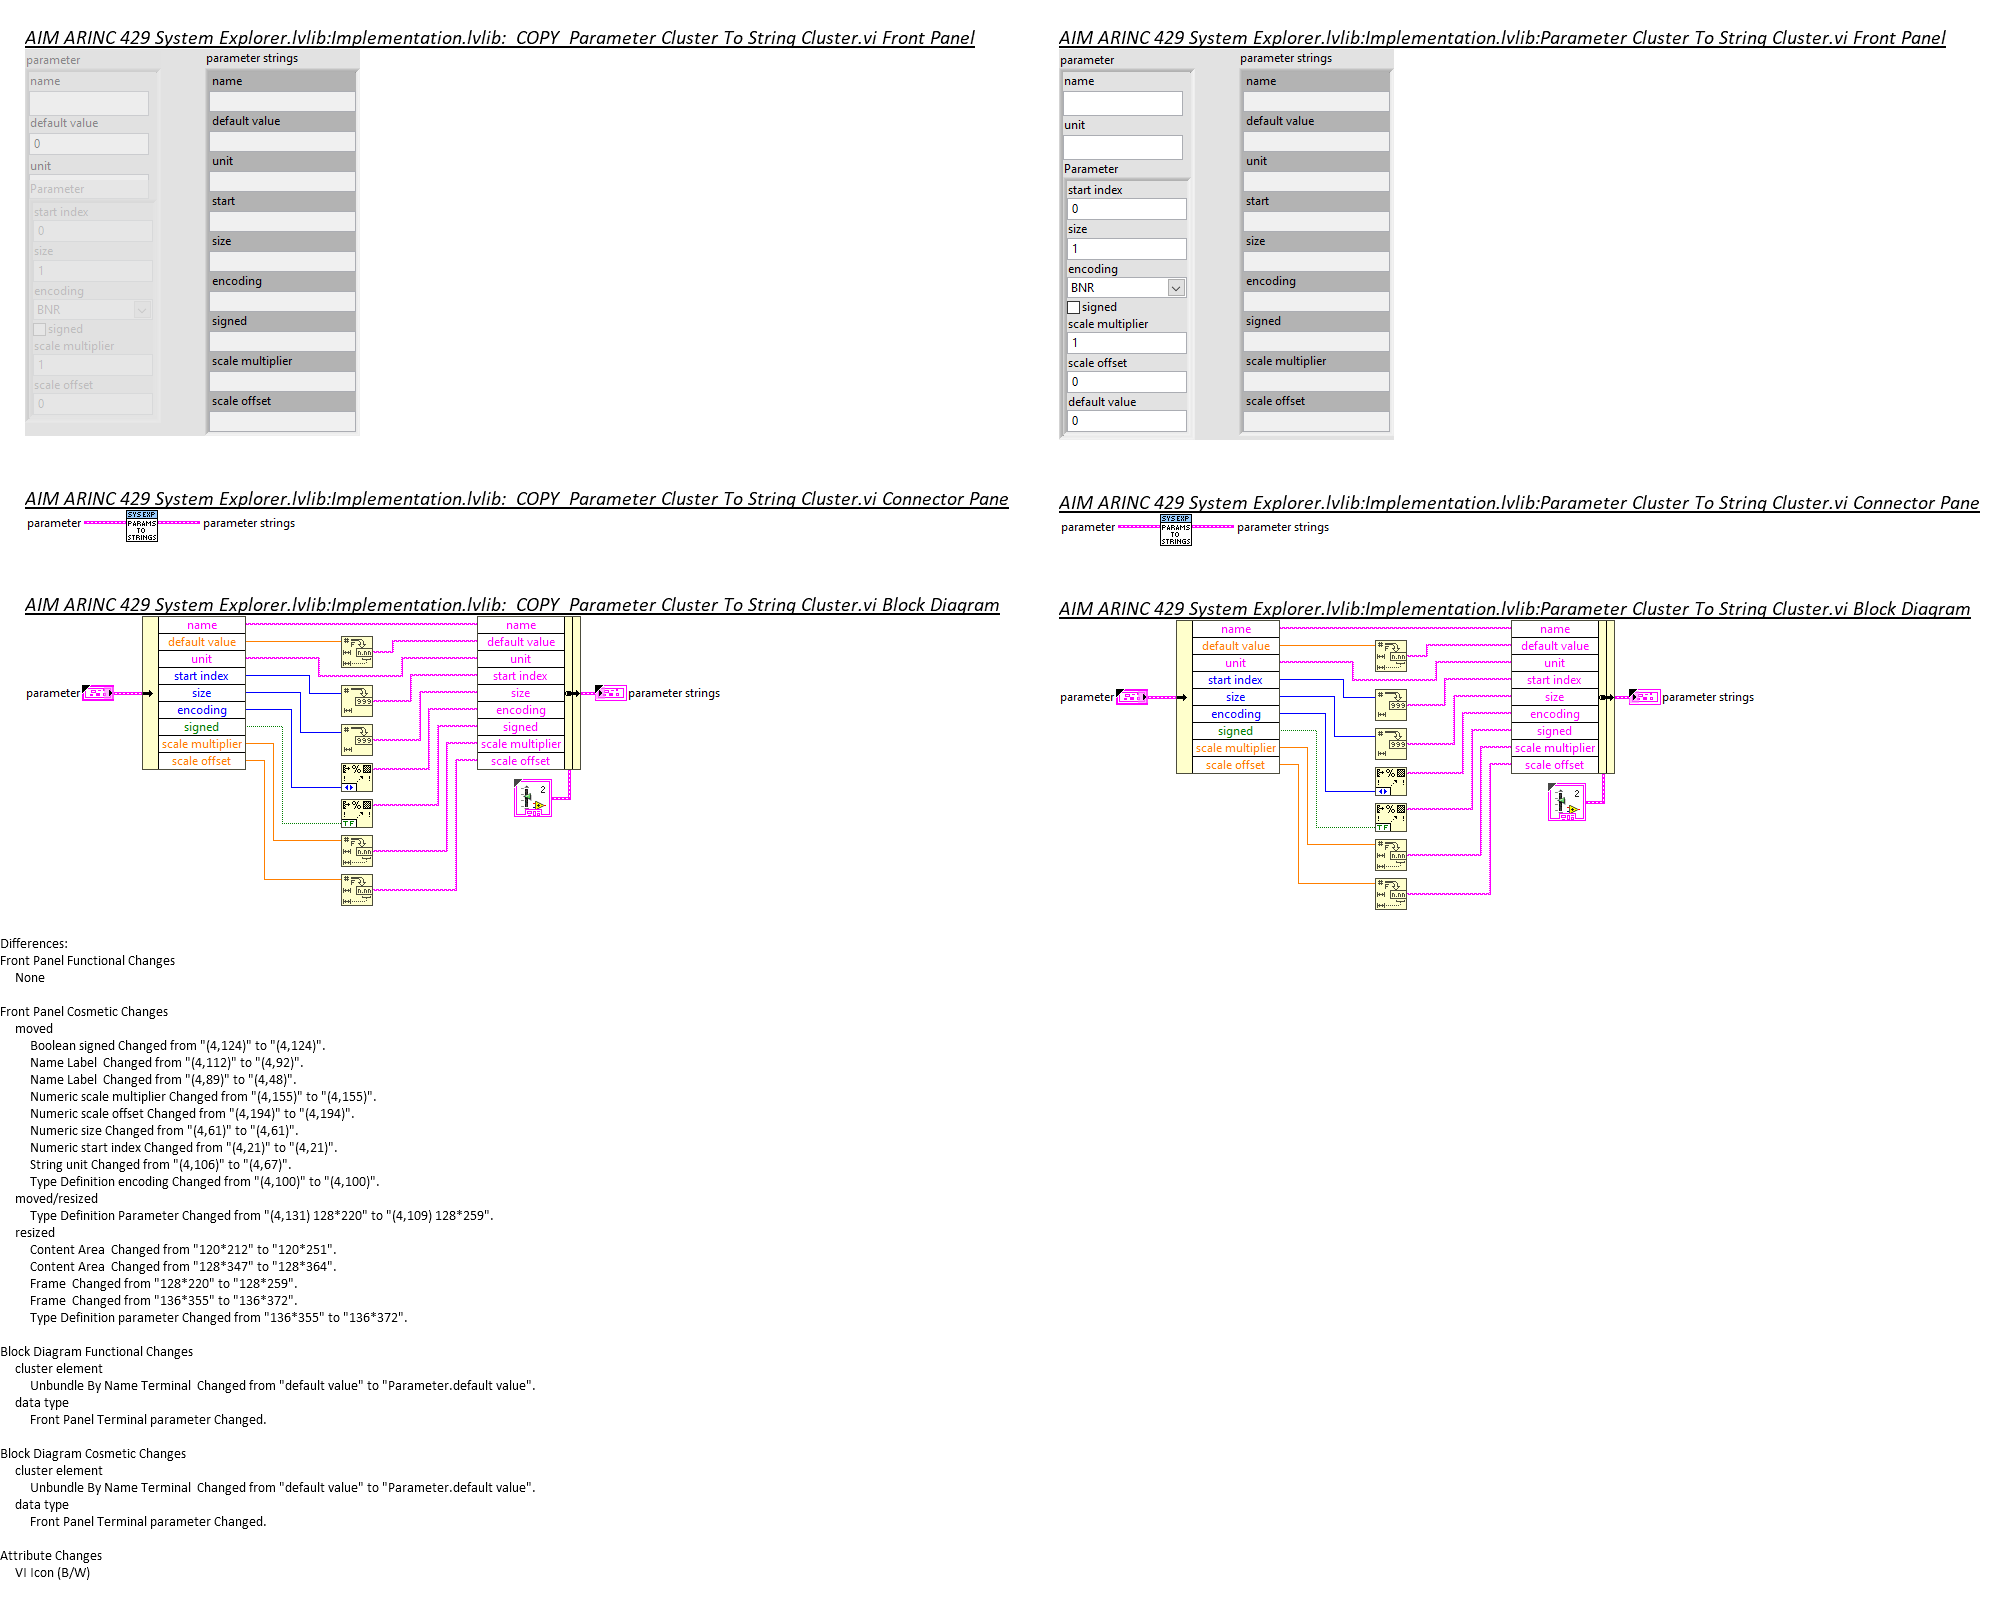 AIM ARINC 429 System Explorer.lvlib:Implementation.lvlib:  COPY  Parameter Cluster To String Cluster.vi Front Panel
parameter
name
default value
0
unit
Parameter
start index
0
size
1
encoding
BNR
signed
scale multiplier
1
scale offset
0
parameter strings
name
default value
unit
start
size
encoding
signed
scale multiplier
scale offset
AIM ARINC 429 System Explorer.lvlib:Implementation.lvlib:Parameter Cluster To String Cluster.vi Front Panel
parameter
name
unit
Parameter
start index
0
size
1
encoding
BNR
signed
scale multiplier
1
scale offset
0
default value
0
parameter strings
name
default value
unit
start
size
encoding
signed
scale multiplier
scale offset
AIM ARINC 429 System Explorer.lvlib:Implementation.lvlib:  COPY  Parameter Cluster To String Cluster.vi Connector Pane
parameter
SYS EXP
PARAMS
TO
STRINGS
parameter strings
AIM ARINC 429 System Explorer.lvlib:Implementation.lvlib:Parameter Cluster To String Cluster.vi Connector Pane
parameter
SYS EXP
PARAMS
TO
STRINGS
parameter strings
AIM ARINC 429 System Explorer.lvlib:Implementation.lvlib:  COPY  Parameter Cluster To String Cluster.vi Block Diagram
parameter
name
default value
unit
start index
size
encoding
signed
scale multiplier
scale offset
name
default value
unit
start index
size
encoding
signed
scale multiplier
scale offset
2
parameter strings
AIM ARINC 429 System Explorer.lvlib:Implementation.lvlib:Parameter Cluster To String Cluster.vi Block Diagram
parameter
name
default value
unit
start index
size
encoding
signed
scale multiplier
scale offset
name
default value
unit
start index
size
encoding
signed
scale multiplier
scale offset
2
parameter strings
Differences:
Front Panel Functional Changes
None
Front Panel Cosmetic Changes
moved
Boolean signed Changed from "(4,124)" to "(4,124)".
Name Label  Changed from "(4,112)" to "(4,92)".
Name Label  Changed from "(4,89)" to "(4,48)".
Numeric scale multiplier Changed from "(4,155)" to "(4,155)".
Numeric scale offset Changed from "(4,194)" to "(4,194)".
Numeric size Changed from "(4,61)" to "(4,61)".
Numeric start index Changed from "(4,21)" to "(4,21)".
String unit Changed from "(4,106)" to "(4,67)".
Type Definition encoding Changed from "(4,100)" to "(4,100)".
moved/resized
Type Definition Parameter Changed from "(4,131) 128*220" to "(4,109) 128*259".
resized
Content Area  Changed from "120*212" to "120*251".
Content Area  Changed from "128*347" to "128*364".
Frame  Changed from "128*220" to "128*259".
Frame  Changed from "136*355" to "136*372".
Type Definition parameter Changed from "136*355" to "136*372".
Block Diagram Functional Changes
cluster element
Unbundle By Name Terminal  Changed from "default value" to "Parameter.default value".
data type
Front Panel Terminal parameter Changed.
Block Diagram Cosmetic Changes
cluster element
Unbundle By Name Terminal  Changed from "default value" to "Parameter.default value".
data type
Front Panel Terminal parameter Changed.
Attribute Changes
VI Icon (B/W)